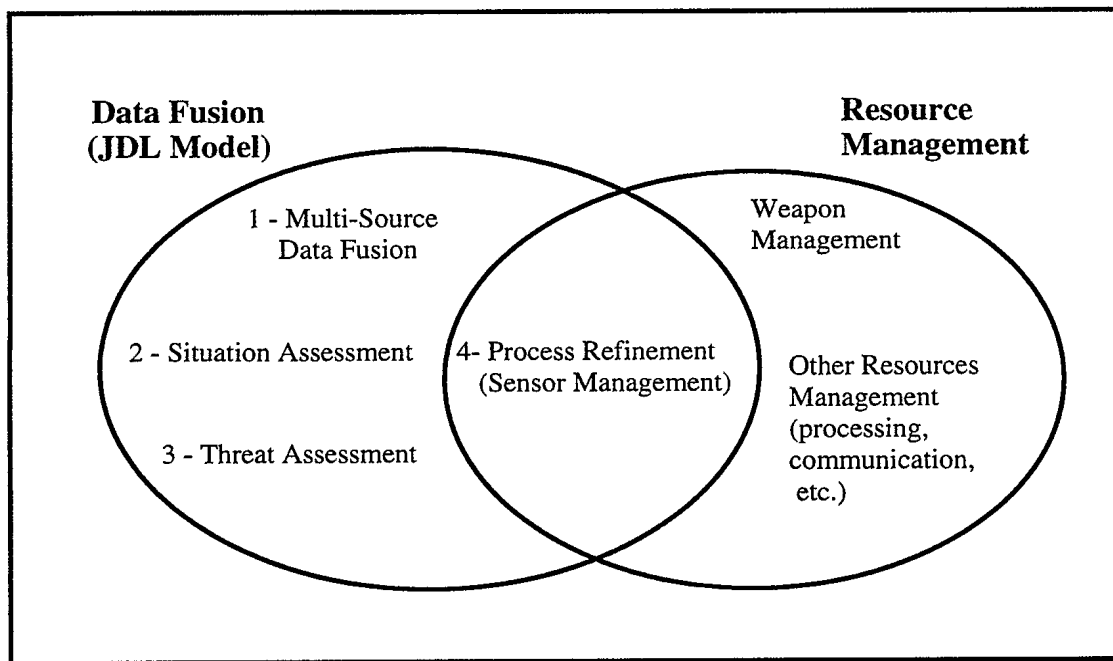 Data Fusion
(JDL Model)
Resource
Management
1 - Multi-Source
Data Fusion
2 - Situation Assessment
3 - Threat Assessment
4- Process Refinement
(Sensor Management)
Weapon
Management
Other Resources
Management
(processing,
communication,
etc.)